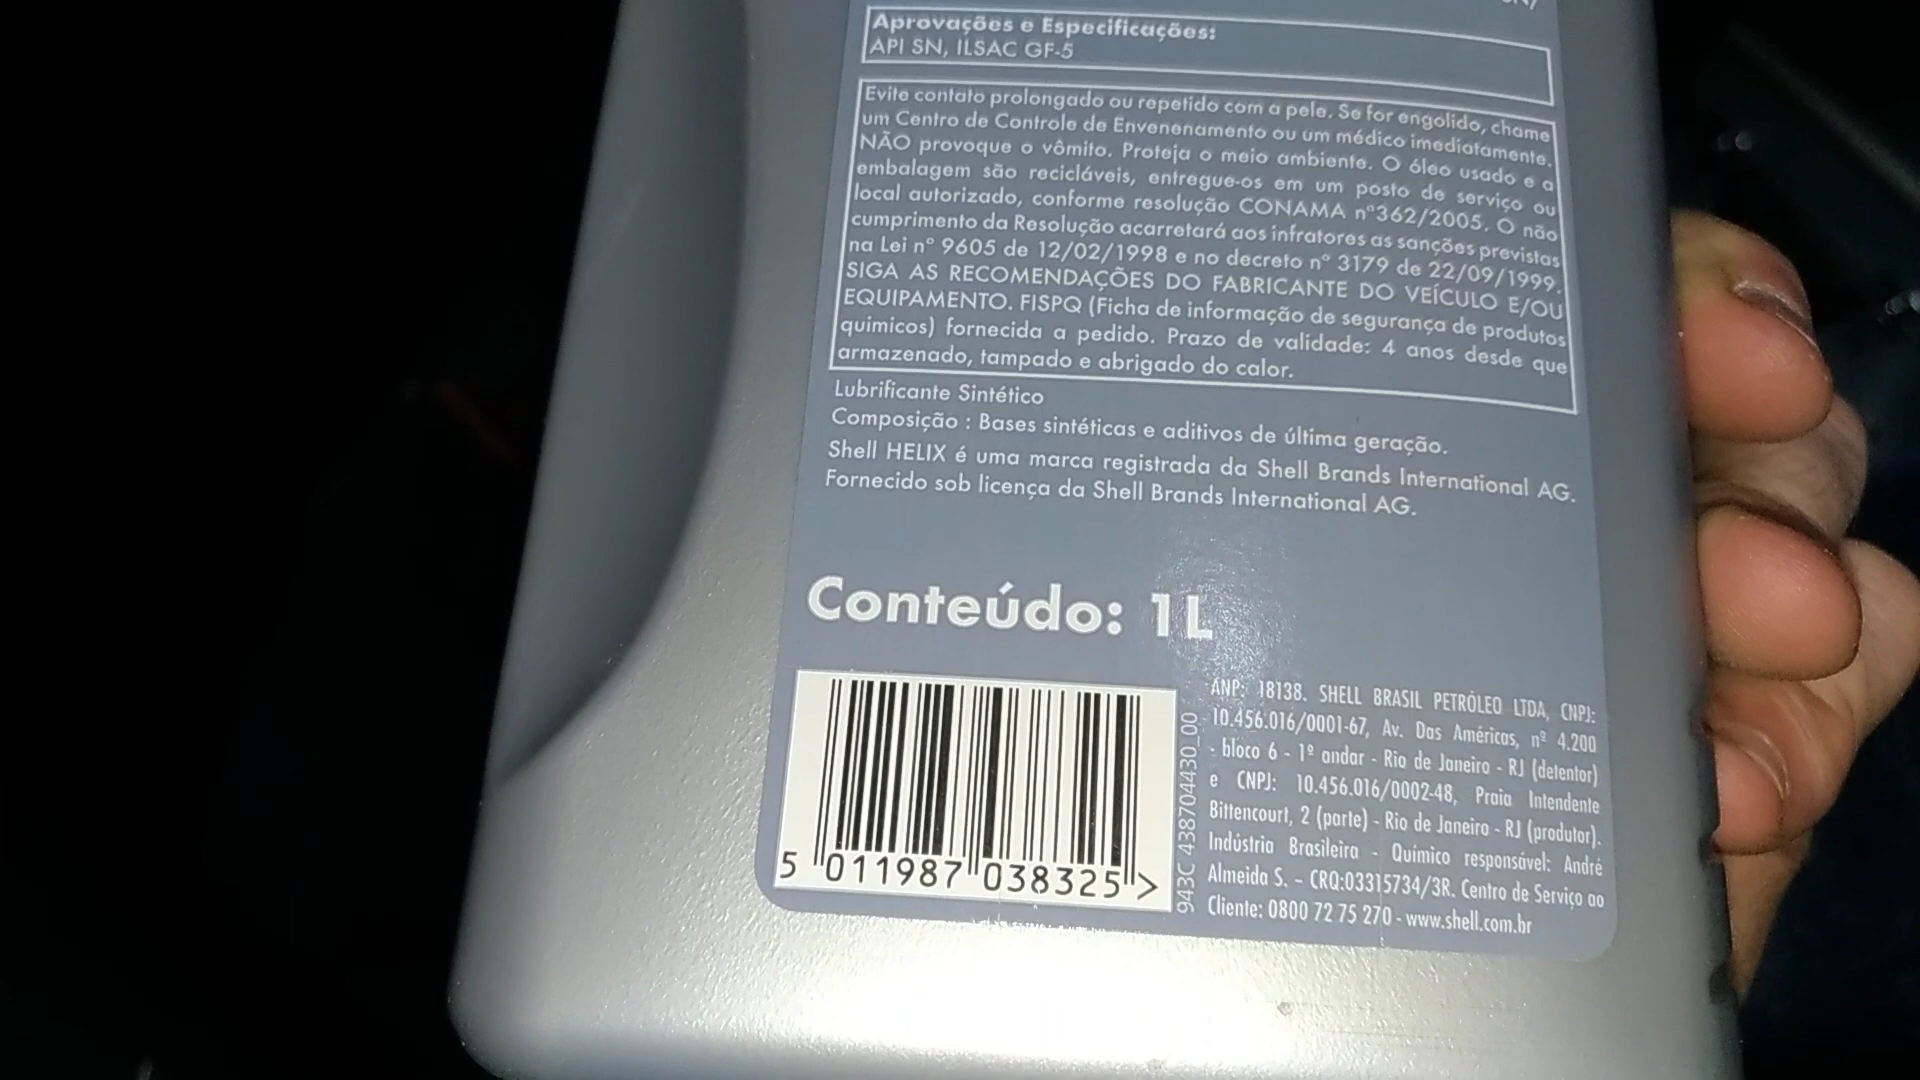 Aprovações e Especificações:
API SN, ILSAC GF-5
Evite contato prolongado ou repetido com a pele. Se for engolido, chame
um Centro de Controle de Envenenamento ou um médico imediatamente.
NÃO provoque o vômito. Proteja o meio ambiente. O óleo usado e a
embalagem são recicláveis, entregue-os em um posto de serviço ou
local autorizado, conforme resolução CONAMA nº362/2005. O não
cumprimento da Resolução acarretará aos infratores as sanções previstas
na Lei nº 9605 de 12/02/1998 e no decreto nº 3179 de 22/09/1999.
SIGA AS RECOMENDAÇÕES DO FABRICANTE DO VEÍCULO E/OU
EQUIPAMENTO. FISPQ (Ficha de informação de segurança de produtos
quimicos) fornecida a pedido. Prazo de validade: 4 anos desde que
armazenado, tampado e abrigado do calor.
Lubrificante Sintético
Composição : Bases sintéticas e aditivos de última geração.
Shell HELIX é uma marca registrada da Shell Brands International AG.
Fornecido sob licença da Shell Brands International AG.
Conteúdo: 1L
5 011987 038325 >
943C 438704430_00
ANP: 18138. SHELL BRASIL PETRÓLEO LTDA, CNPJ:
10.456.016/0001-67, Av. Das Américas, nº 4.200
- bloco 6 - 1º andar - Rio de Janeiro - RJ (detentor)
e CNPJ: 10.456.016/0002-48, Praia Intendente
Bittencourt, 2 (parte) - Rio de Janeiro - RJ (produtor).
Indústria Brasileira - Químico responsável: André
Almeida S. - CRQ:03315734/3R. Centro de Serviço ao
Cliente: 0800 72 75 270 - www.shell.com.br